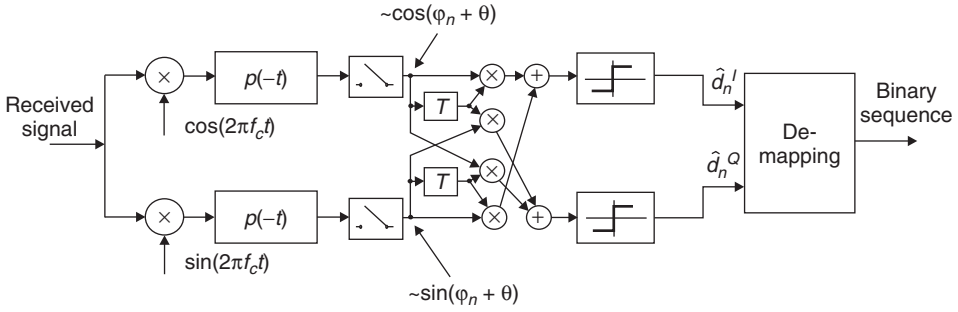 ~cos(φn + θ)
×
p(−t)
×
+
d̂nI
T
Received
signal
cos(2πfct)
×
De-
mapping
Binary
sequence
×
T
d̂nQ
×
p(−t)
×
+
sin(2πfct)
~sin(φn + θ)